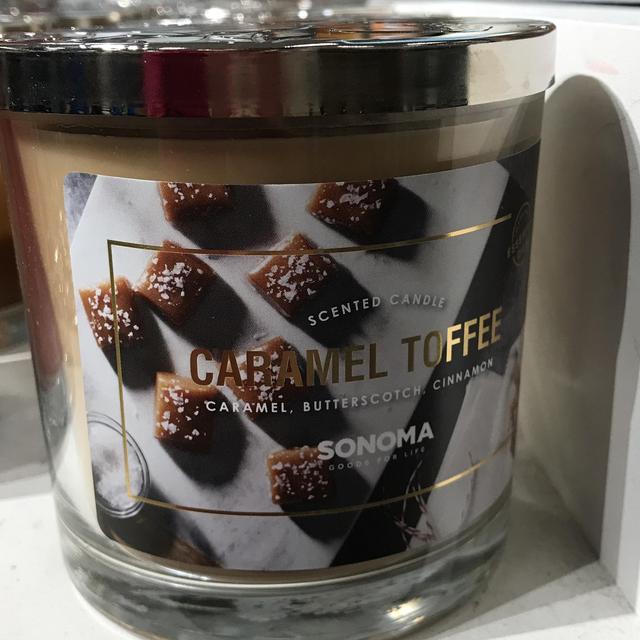 SCENTED CANDLE
CARAMEL TOFFEE
CARAMEL, BUTTERSCOTCH, CINNAMON
SONOMA
GOODS FOR LIFE